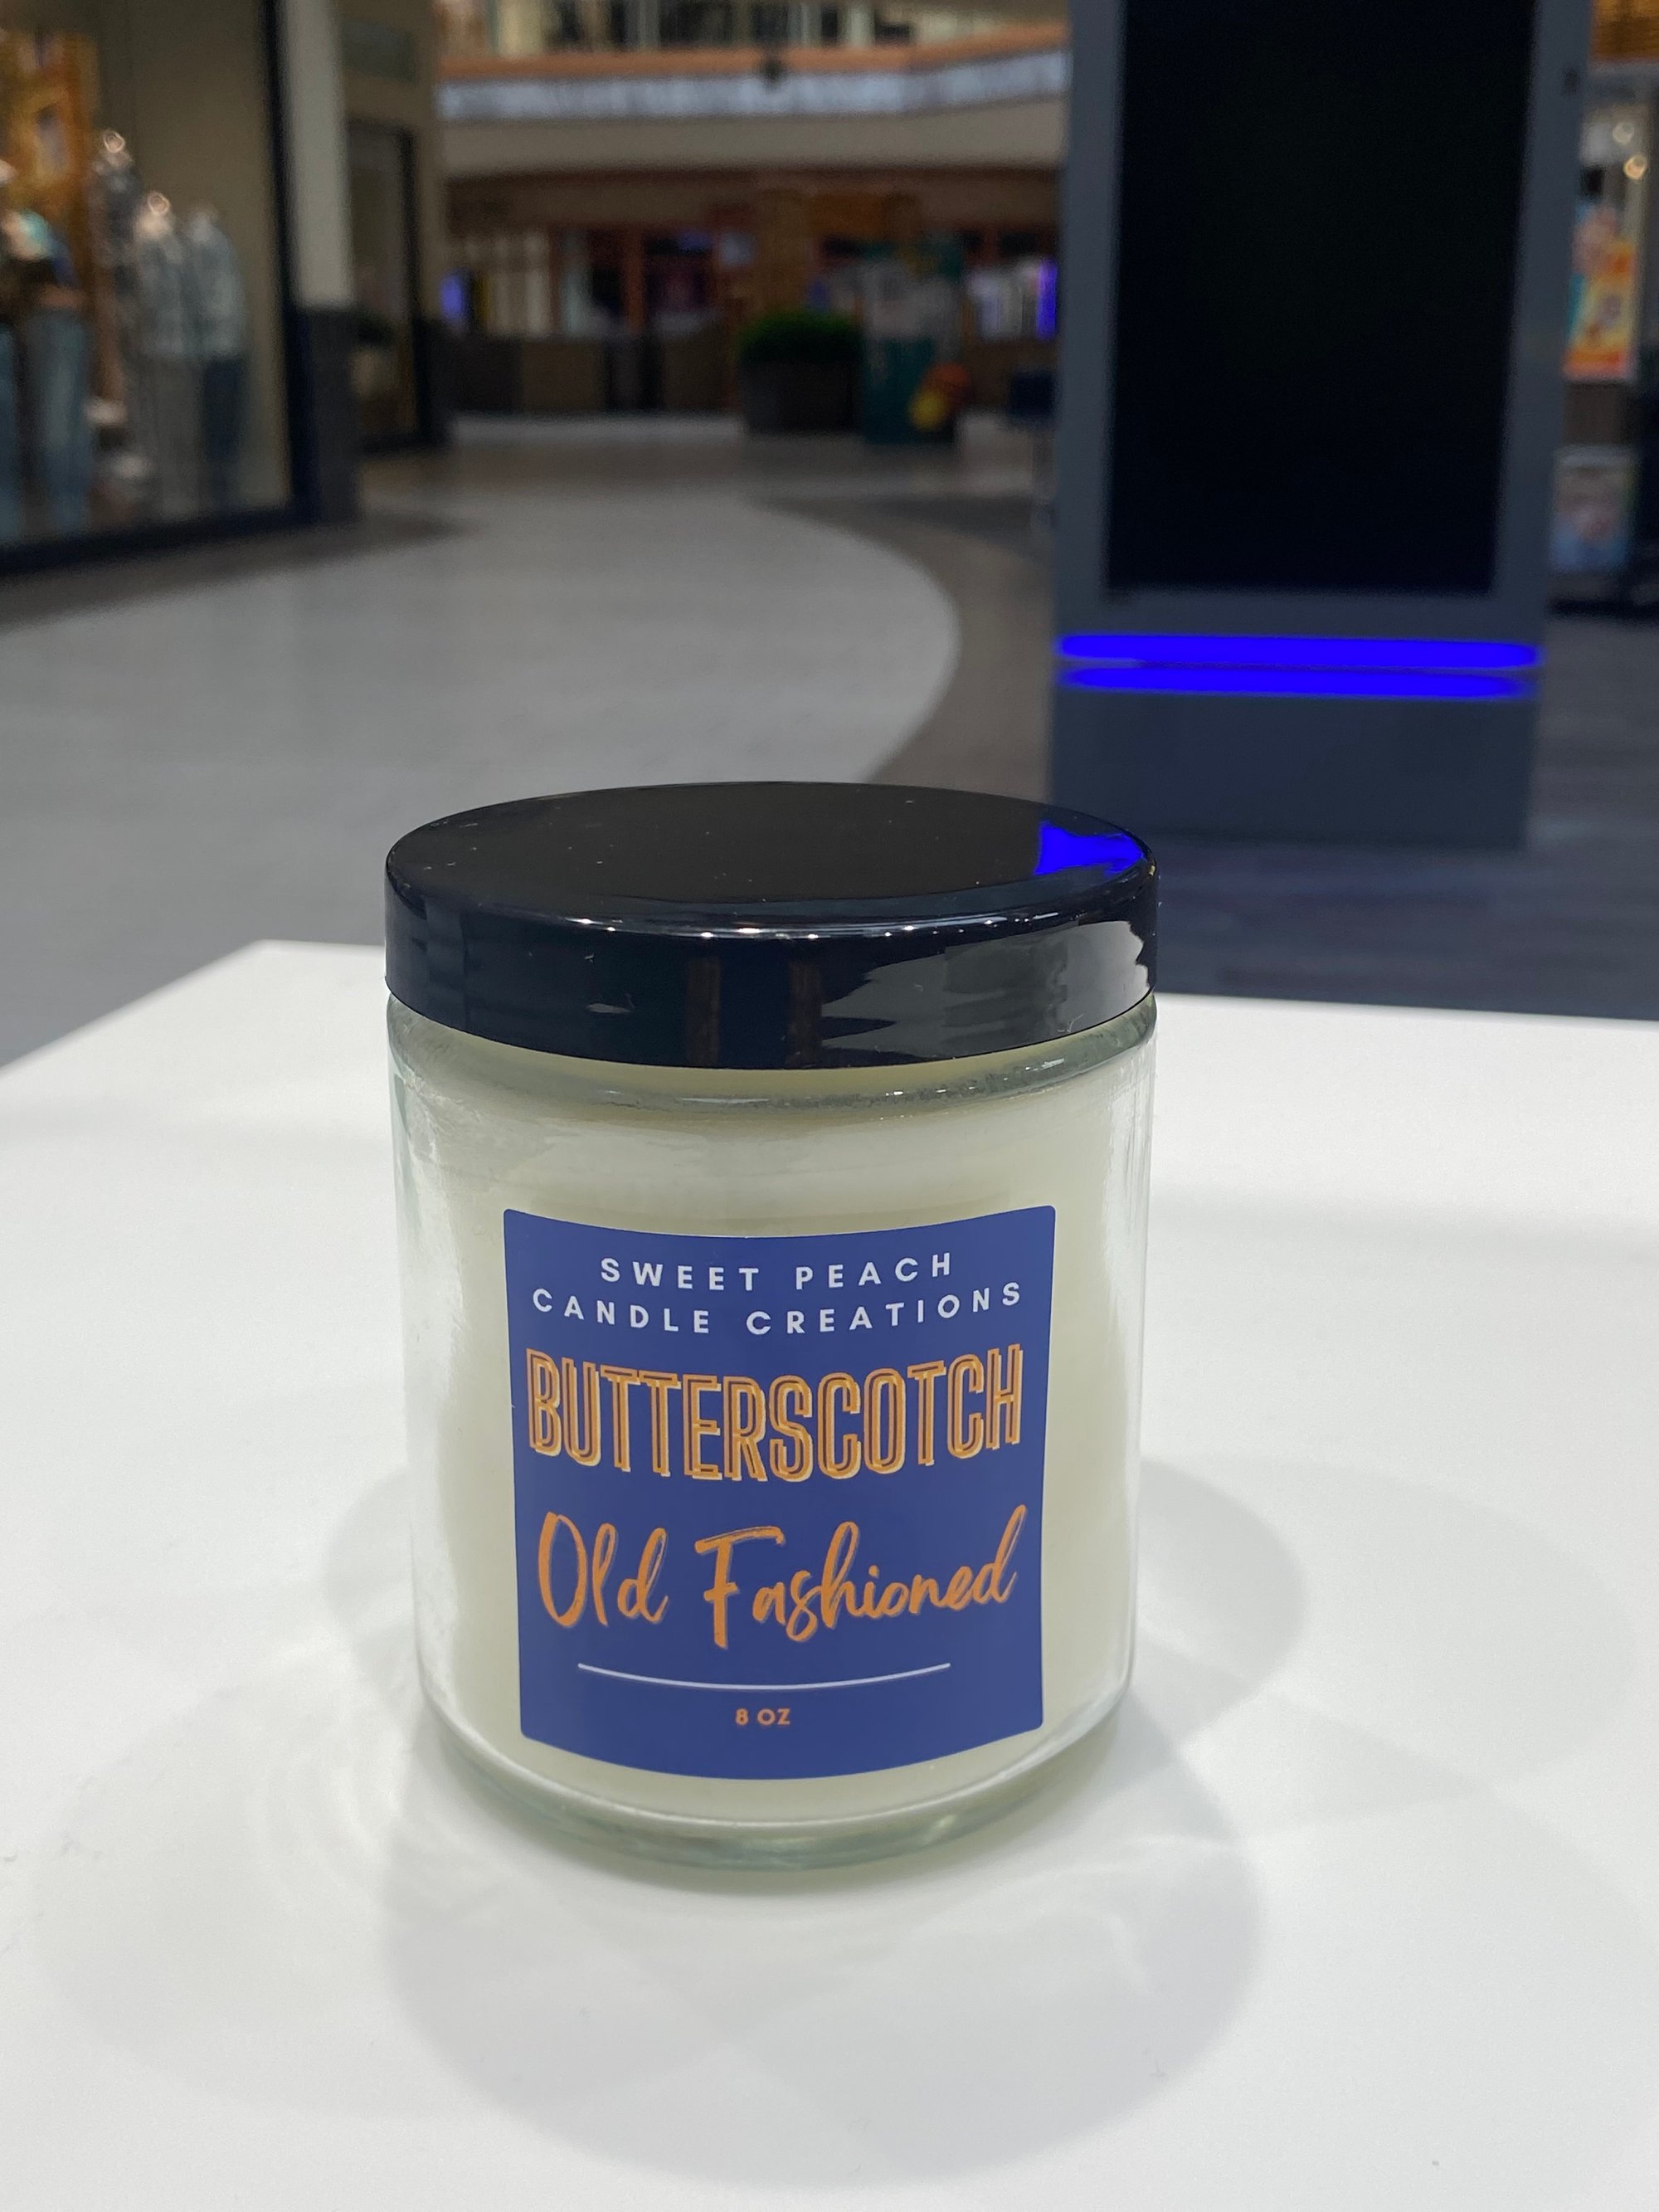 SWEET PEACH
CANDLE CREATIONS
BUTTERSCOTCH
Old Fashioned
8 OZ